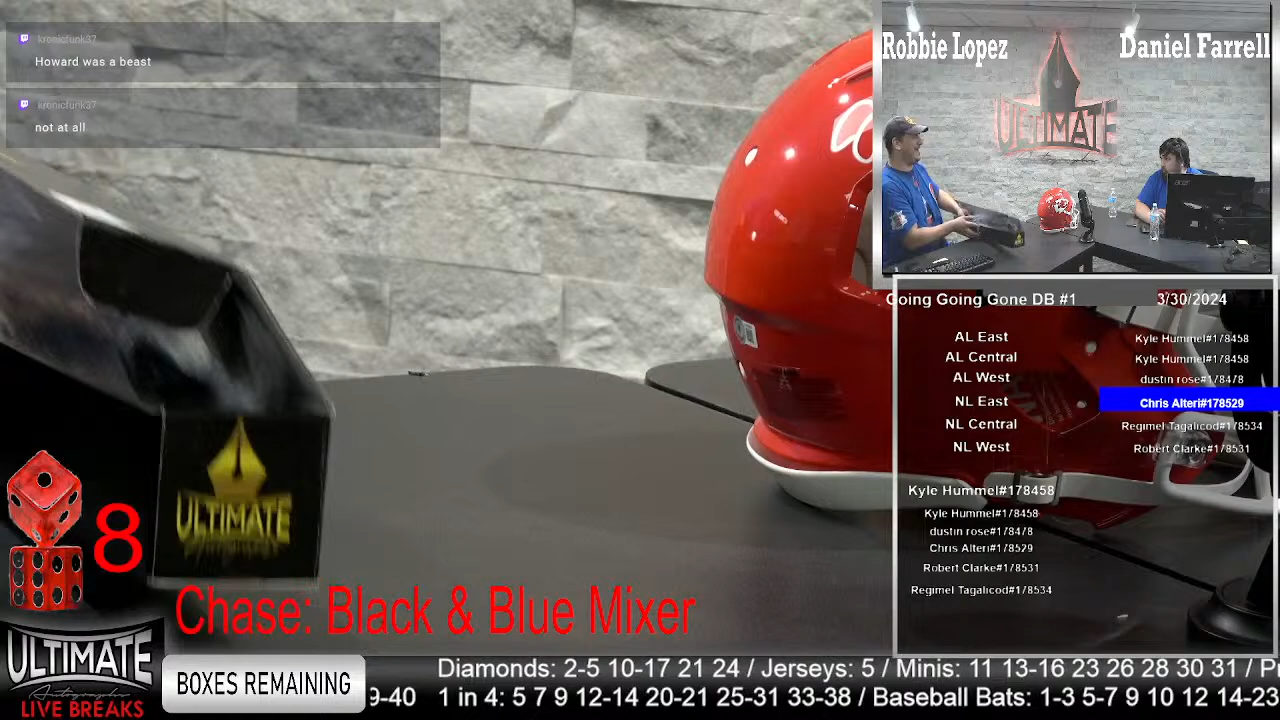 kronicfunk37
Howard was a beast
kronicfunk37
not at all
Robbie Lopez
Daniel Farrell
ULTIMATE
acer
Going Going Gone DB #1
3/30/2024
AL East Kyle Hummel#178458
AL Central Kyle Hummel#178458
AL West dustin rose#178478
NL East Chris Alteri#178529
NL Central Regimel Tagalicod#178534
NL West Robert Clarke#178531
Kyle Hummel#178458
Kyle Hummel#178458
dustin rose#178478
Chris Alteri#178529
Robert Clarke#178531
Regimel Tagalicod#178534
ULTIMATE
8
Chase: Black & Blue Mixer
ULTIMATE
Autographs
LIVE BREAKS
BOXES REMAINING
Diamonds: 2-5 10-17 21 24 / Jerseys: 5 / Minis: 11 13-16 23 26 28 30 31 /
9-40 1 in 4: 5 7 9 12-14 20-21 25-31 33-38 / Baseball Bats: 1-3 5-7 9 10 12 14-23